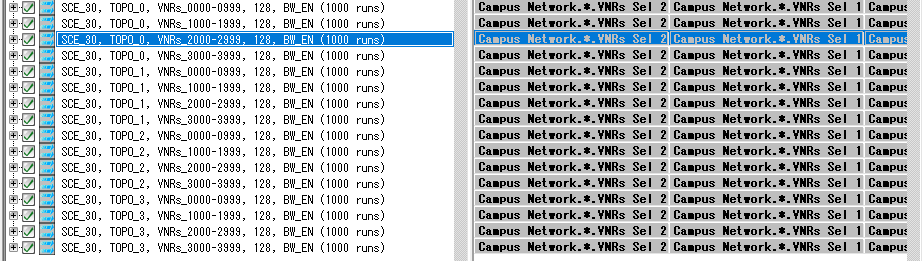 SCE_30, TOPO_0, VNRs_0000-0999, 128, BW_EN (1000 runs) Campus Network.*.VNRs Sel 2 Campus Network.*.VNRs Sel 1 Campus
SCE_30, TOPO_0, VNRs_1000-1999, 128, BW_EN (1000 runs) Campus Network.*.VNRs Sel 2 Campus Network.*.VNRs Sel 1 Campus
SCE_30, TOPO_0, VNRs_2000-2999, 128, BW_EN (1000 runs) Campus Network.*.VNRs Sel 2 Campus Network.*.VNRs Sel 1 Campus
SCE_30, TOPO_0, VNRs_3000-3999, 128, BW_EN (1000 runs) Campus Network.*.VNRs Sel 2 Campus Network.*.VNRs Sel 1 Campus
SCE_30, TOPO_1, VNRs_0000-0999, 128, BW_EN (1000 runs) Campus Network.*.VNRs Sel 2 Campus Network.*.VNRs Sel 1 Campus
SCE_30, TOPO_1, VNRs_1000-1999, 128, BW_EN (1000 runs) Campus Network.*.VNRs Sel 2 Campus Network.*.VNRs Sel 1 Campus
SCE_30, TOPO_1, VNRs_2000-2999, 128, BW_EN (1000 runs) Campus Network.*.VNRs Sel 2 Campus Network.*.VNRs Sel 1 Campus
SCE_30, TOPO_1, VNRs_3000-3999, 128, BW_EN (1000 runs) Campus Network.*.VNRs Sel 2 Campus Network.*.VNRs Sel 1 Campus
SCE_30, TOPO_2, VNRs_0000-0999, 128, BW_EN (1000 runs) Campus Network.*.VNRs Sel 2 Campus Network.*.VNRs Sel 1 Campus
SCE_30, TOPO_2, VNRs_1000-1999, 128, BW_EN (1000 runs) Campus Network.*.VNRs Sel 2 Campus Network.*.VNRs Sel 1 Campus
SCE_30, TOPO_2, VNRs_2000-2999, 128, BW_EN (1000 runs) Campus Network.*.VNRs Sel 2 Campus Network.*.VNRs Sel 1 Campus
SCE_30, TOPO_2, VNRs_3000-3999, 128, BW_EN (1000 runs) Campus Network.*.VNRs Sel 2 Campus Network.*.VNRs Sel 1 Campus
SCE_30, TOPO_3, VNRs_0000-0999, 128, BW_EN (1000 runs) Campus Network.*.VNRs Sel 2 Campus Network.*.VNRs Sel 1 Campus
SCE_30, TOPO_3, VNRs_1000-1999, 128, BW_EN (1000 runs) Campus Network.*.VNRs Sel 2 Campus Network.*.VNRs Sel 1 Campus
SCE_30, TOPO_3, VNRs_2000-2999, 128, BW_EN (1000 runs) Campus Network.*.VNRs Sel 2 Campus Network.*.VNRs Sel 1 Campus
SCE_30, TOPO_3, VNRs_3000-3999, 128, BW_EN (1000 runs) Campus Network.*.VNRs Sel 2 Campus Network.*.VNRs Sel 1 Campus